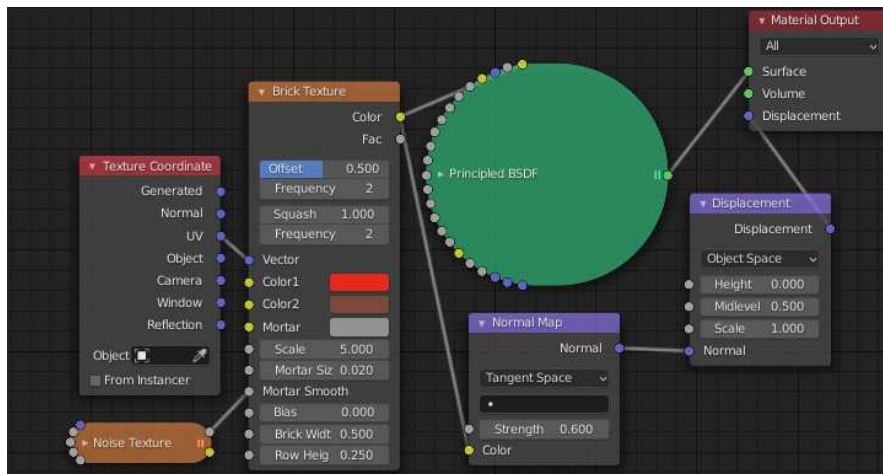 Texture Coordinate
Generated
Normal
UV
Object
Camera
Window
Reflection
Object
From Instancer
Noise Texture
Brick Texture
Color
Fac
Offset 0.500
Frequency 2
Squash 1.000
Frequency 2
Vector
Color1
Color2
Mortar
Scale 5.000
Mortar Siz 0.020
Mortar Smooth
Bias 0.000
Brick Widt 0.500
Row Heig 0.250
Principled BSDF
Normal Map
Normal
Tangent Space
Strength 0.600
Color
Material Output
All
Surface
Volume
Displacement
Displacement
Displacement
Object Space
Height 0.000
Midlevel 0.500
Scale 1.000
Normal